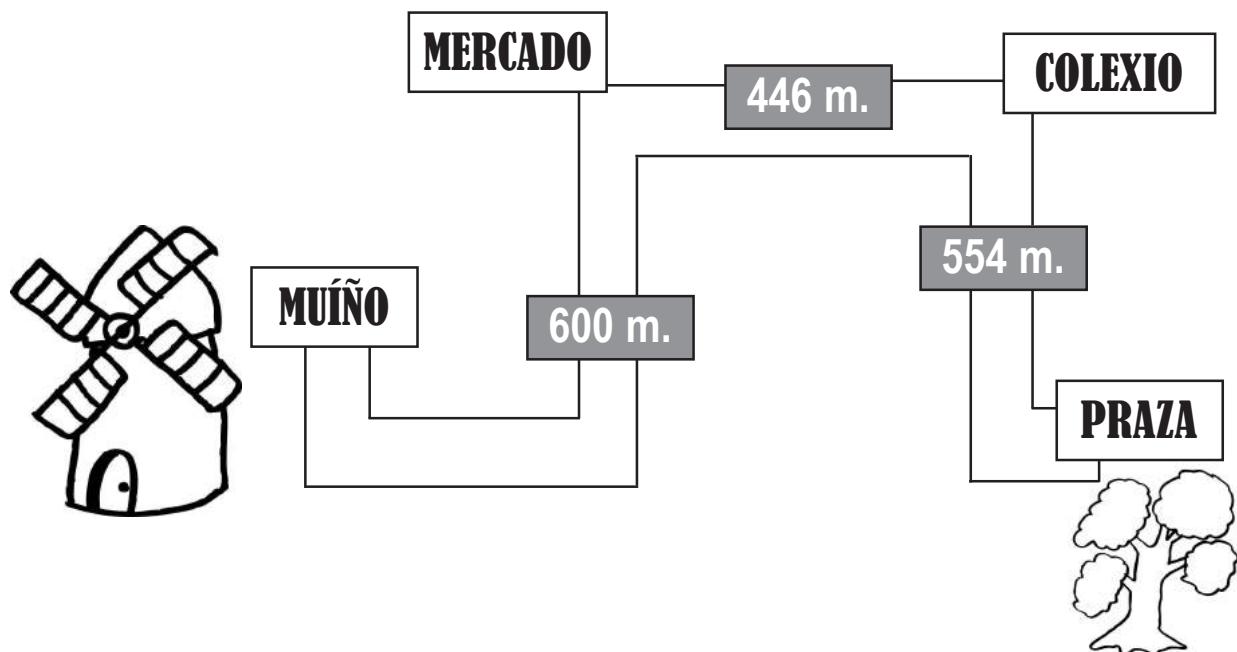 MERCADO
446 m.
COLEXIO
554 m.
MUÍÑO
600 m.
PRAZA